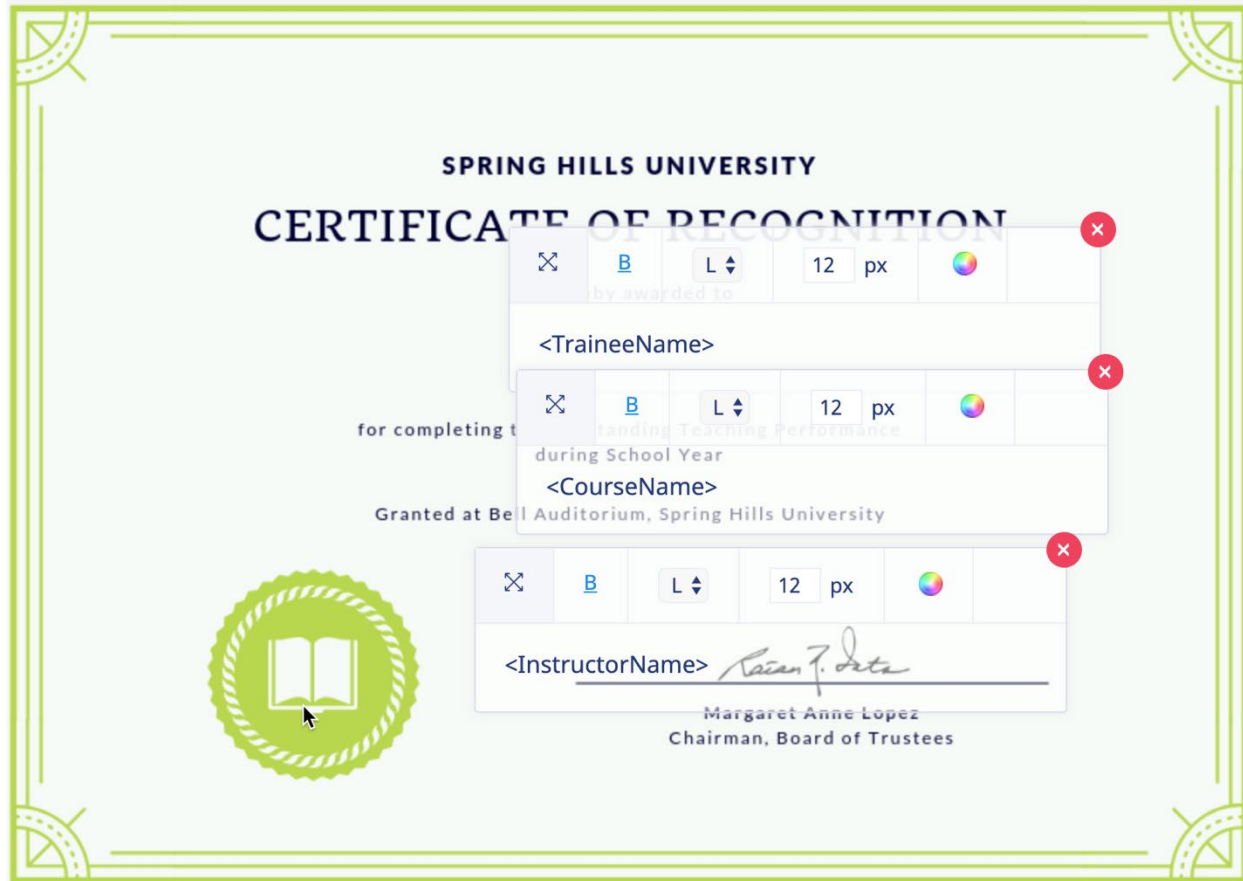 SPRING HILLS UNIVERSITY
CERTIFICATE OF RECOGNITION
B L 12 px
by awarded to
<TraineeName>
B L 12 px
for completing t tanding Teaching Performance
during School Year
<CourseName>
Granted at Bell Auditorium, Spring Hills University
B L 12 px
<InstructorName>
Margaret Anne Lopez
Chairman, Board of Trustees